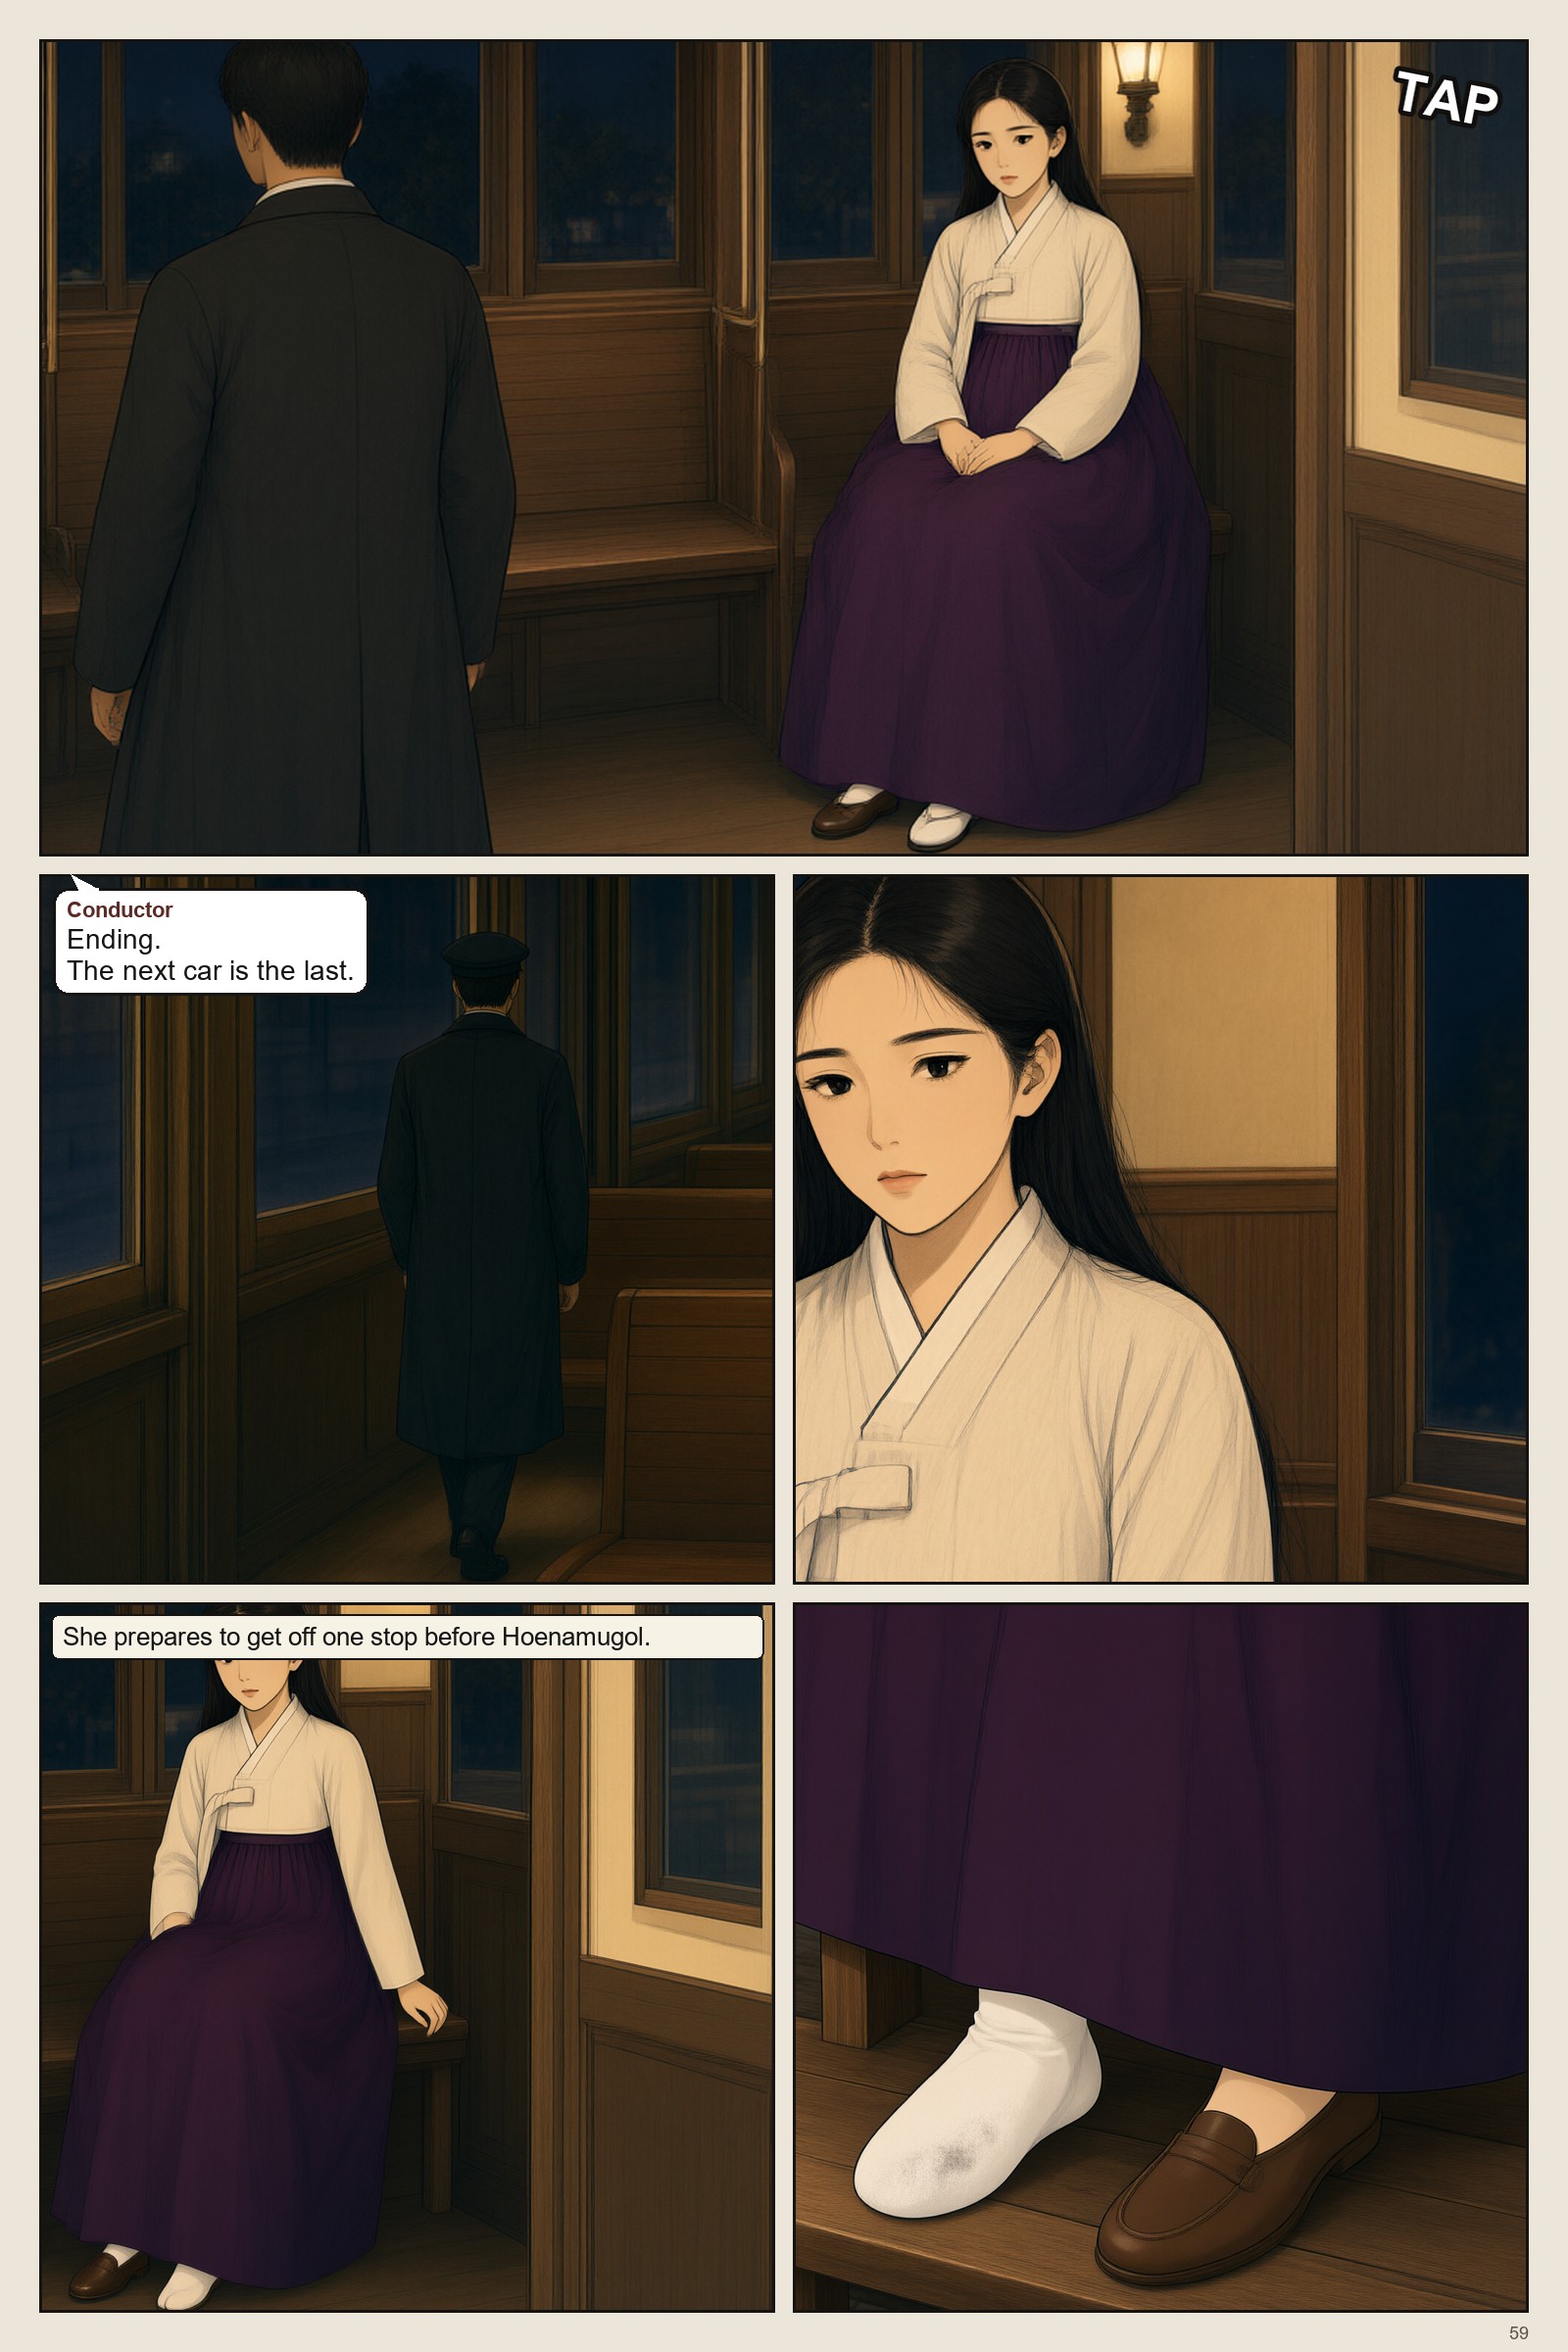 TAP
Conductor
Ending.
The next car is the last.
She prepares to get off one stop before Hoenamugol.
59